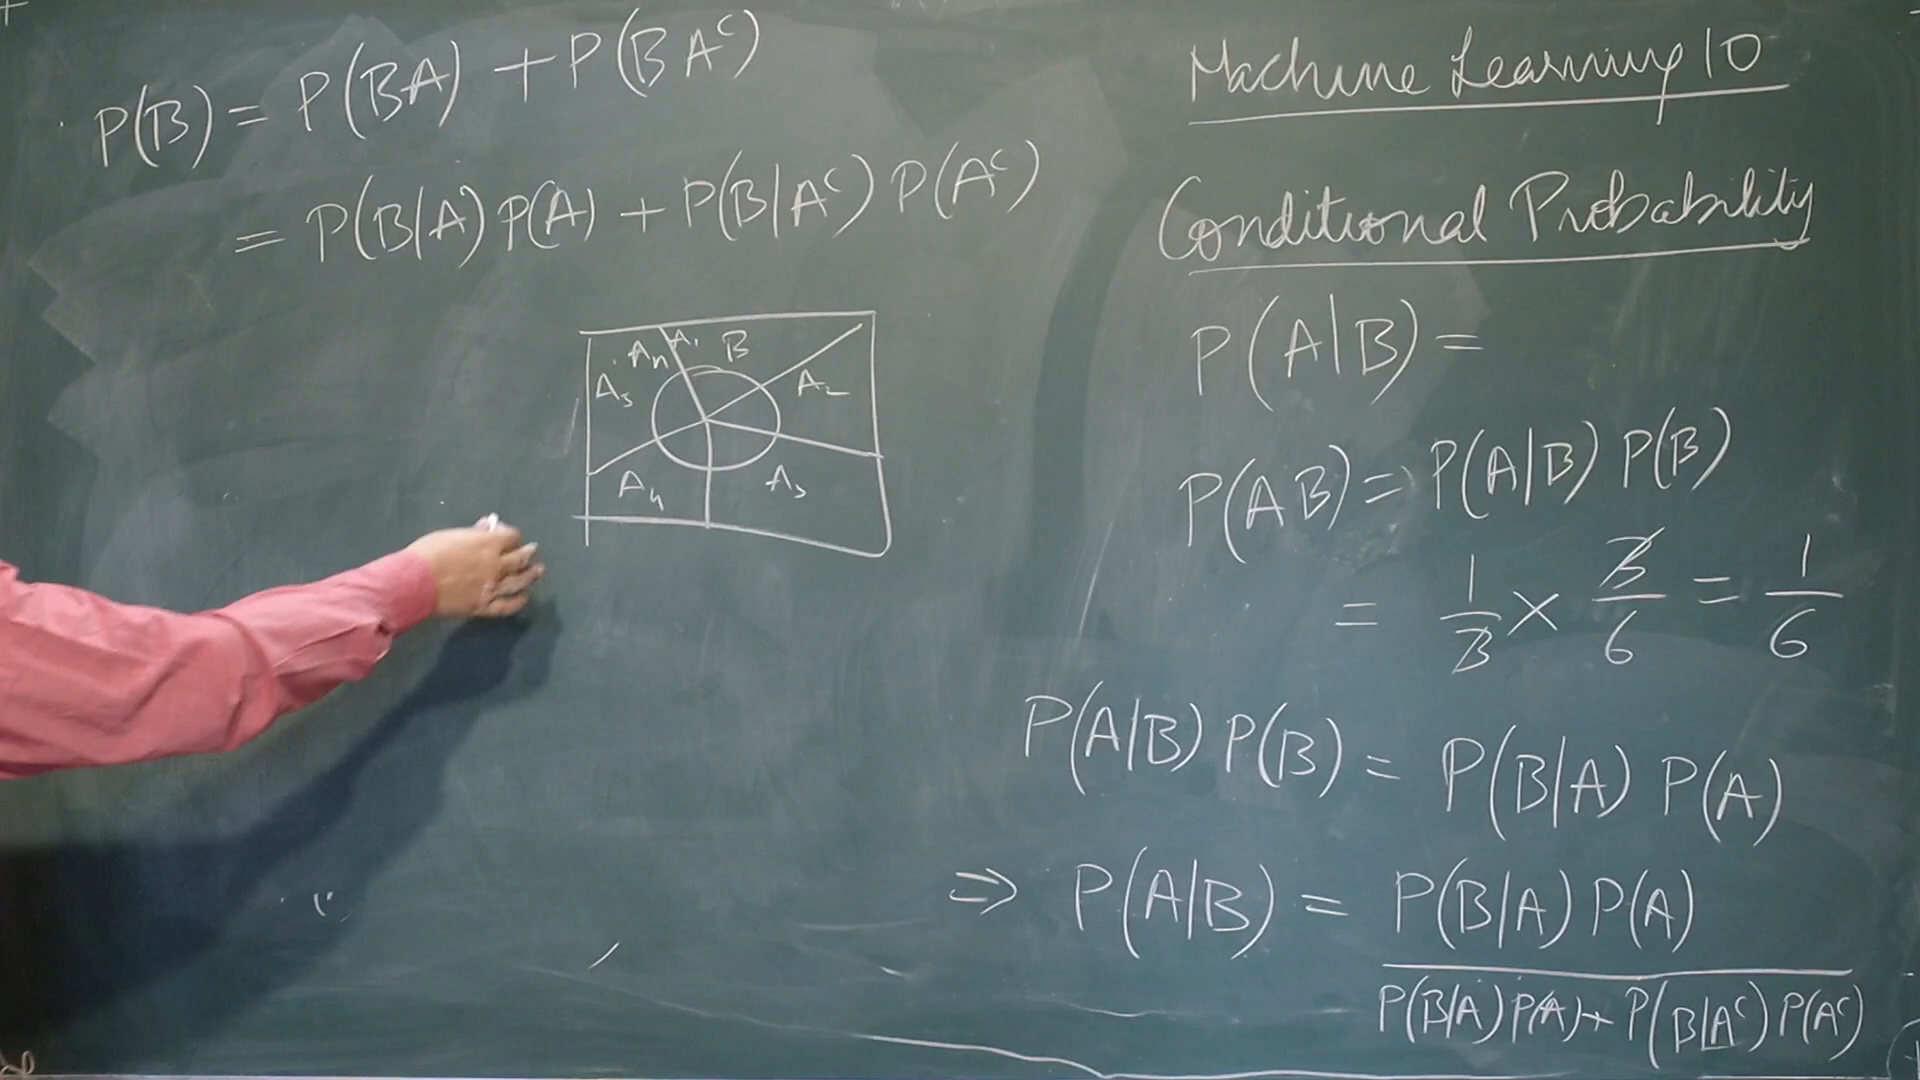 P(B) = P(BA) + P(BA^c)
= P(B|A) P(A) + P(B|A^c) P(A^c)
A₅ Aₙ A₁ B A₂
A₄ A₃
Machine Learning 10
Conditional Probability
P(A|B) =
P(AB) = P(A|B) P(B)
= 1/3 × 3/6 = 1/6
P(A|B) P(B) = P(B|A) P(A)
⇒ P(A|B) = P(B|A) P(A)
P(B|A) P(A) + P(B|A^c) P(A^c)